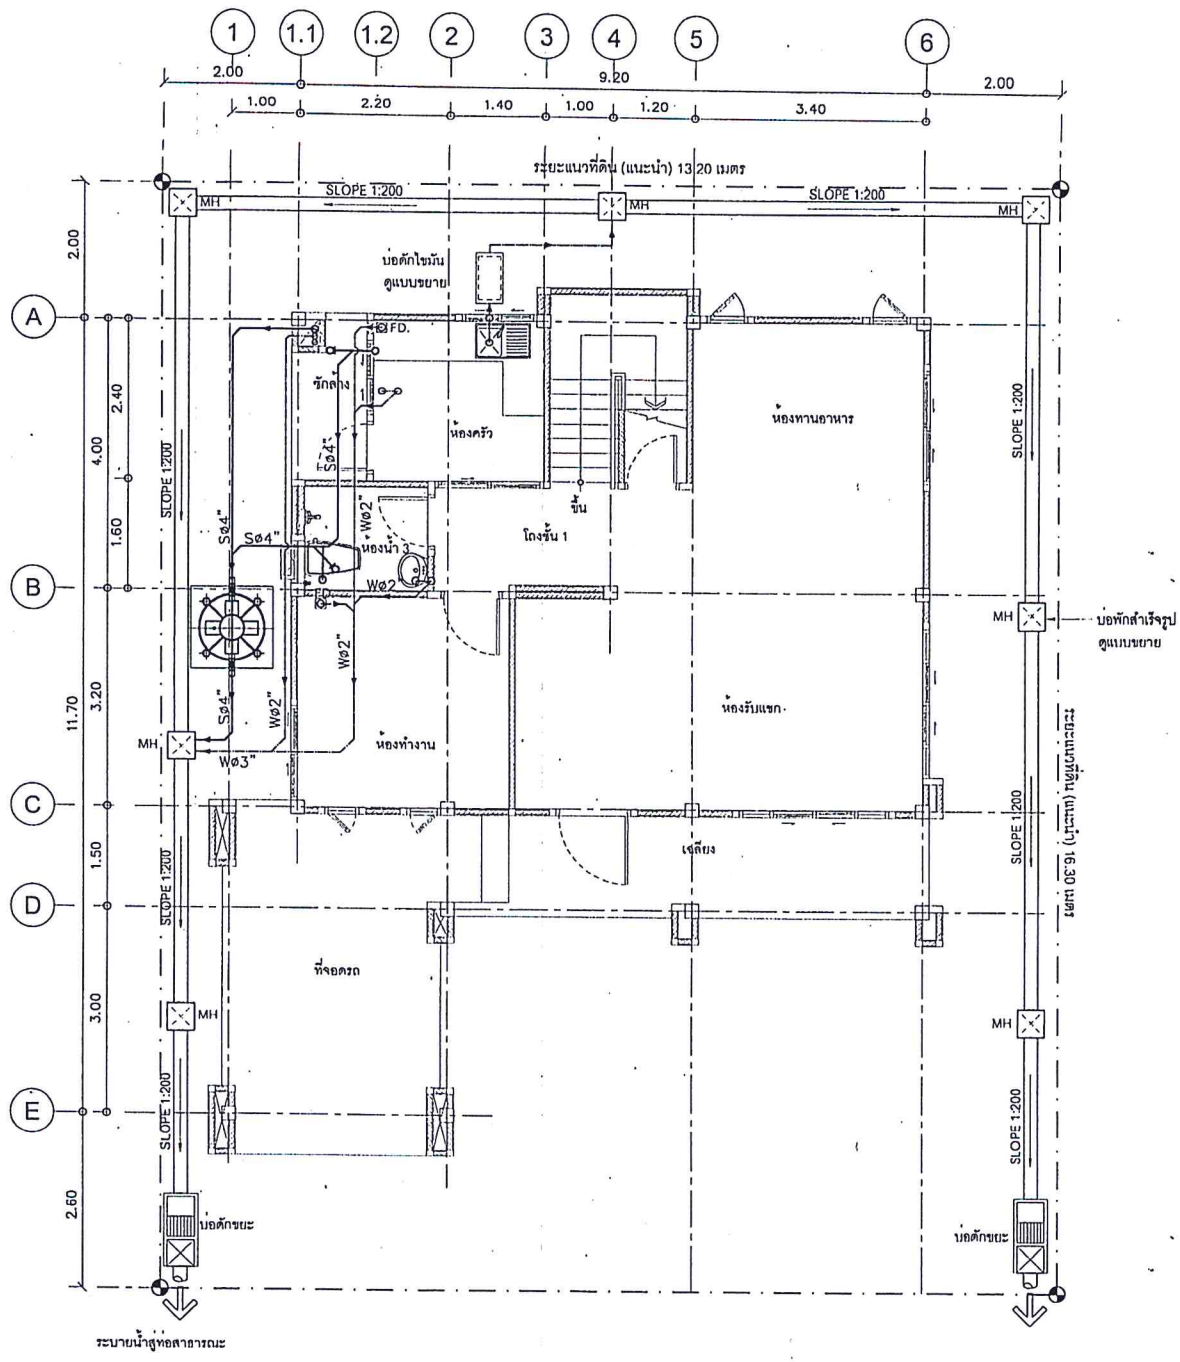 1 1.1 1.2 2 3 4 5 6
2.00 9.20 2.00
1.00 2.20 1.40 1.00 1.20 3.40
ระยะแนวที่ดิน (แนะนำ) 13.20 เมตร
SLOPE 1:200 SLOPE 1:200
MH MH MH
2.00
บ่อดักไขมัน
ดูแบบขยาย
A
FD.
ซักล้าง
2.40
4.00
ห้องครัว
ห้องทานอาหาร
SLOPE 1:200
SLOPE 1:200
Sø4"
ขึ้น
1.60
Sø4"
Sø4"
Wø2"
ห้องน้ำ 3
โถงชั้น 1
B
Wø2
MH
บ่อพักสำเร็จรูป
ดูแบบขยาย
11.70
3.20
Sø4"
Wø2"
Wø2"
ห้องรับแขก
ห้องทำงาน
MH
Wø3"
ระยะแนวที่ดิน (แนะนำ) 16.30 เมตร
C
1.50
SLOPE 1:200
SLOPE 1:200
เฉลียง
D
ที่จอดรถ
3.00
MH
MH
E
SLOPE 1:200
SLOPE 1:200
2.60
บ่อดักขยะ
บ่อดักขยะ
ระบายน้ำสู่ท่อสาธารณะ